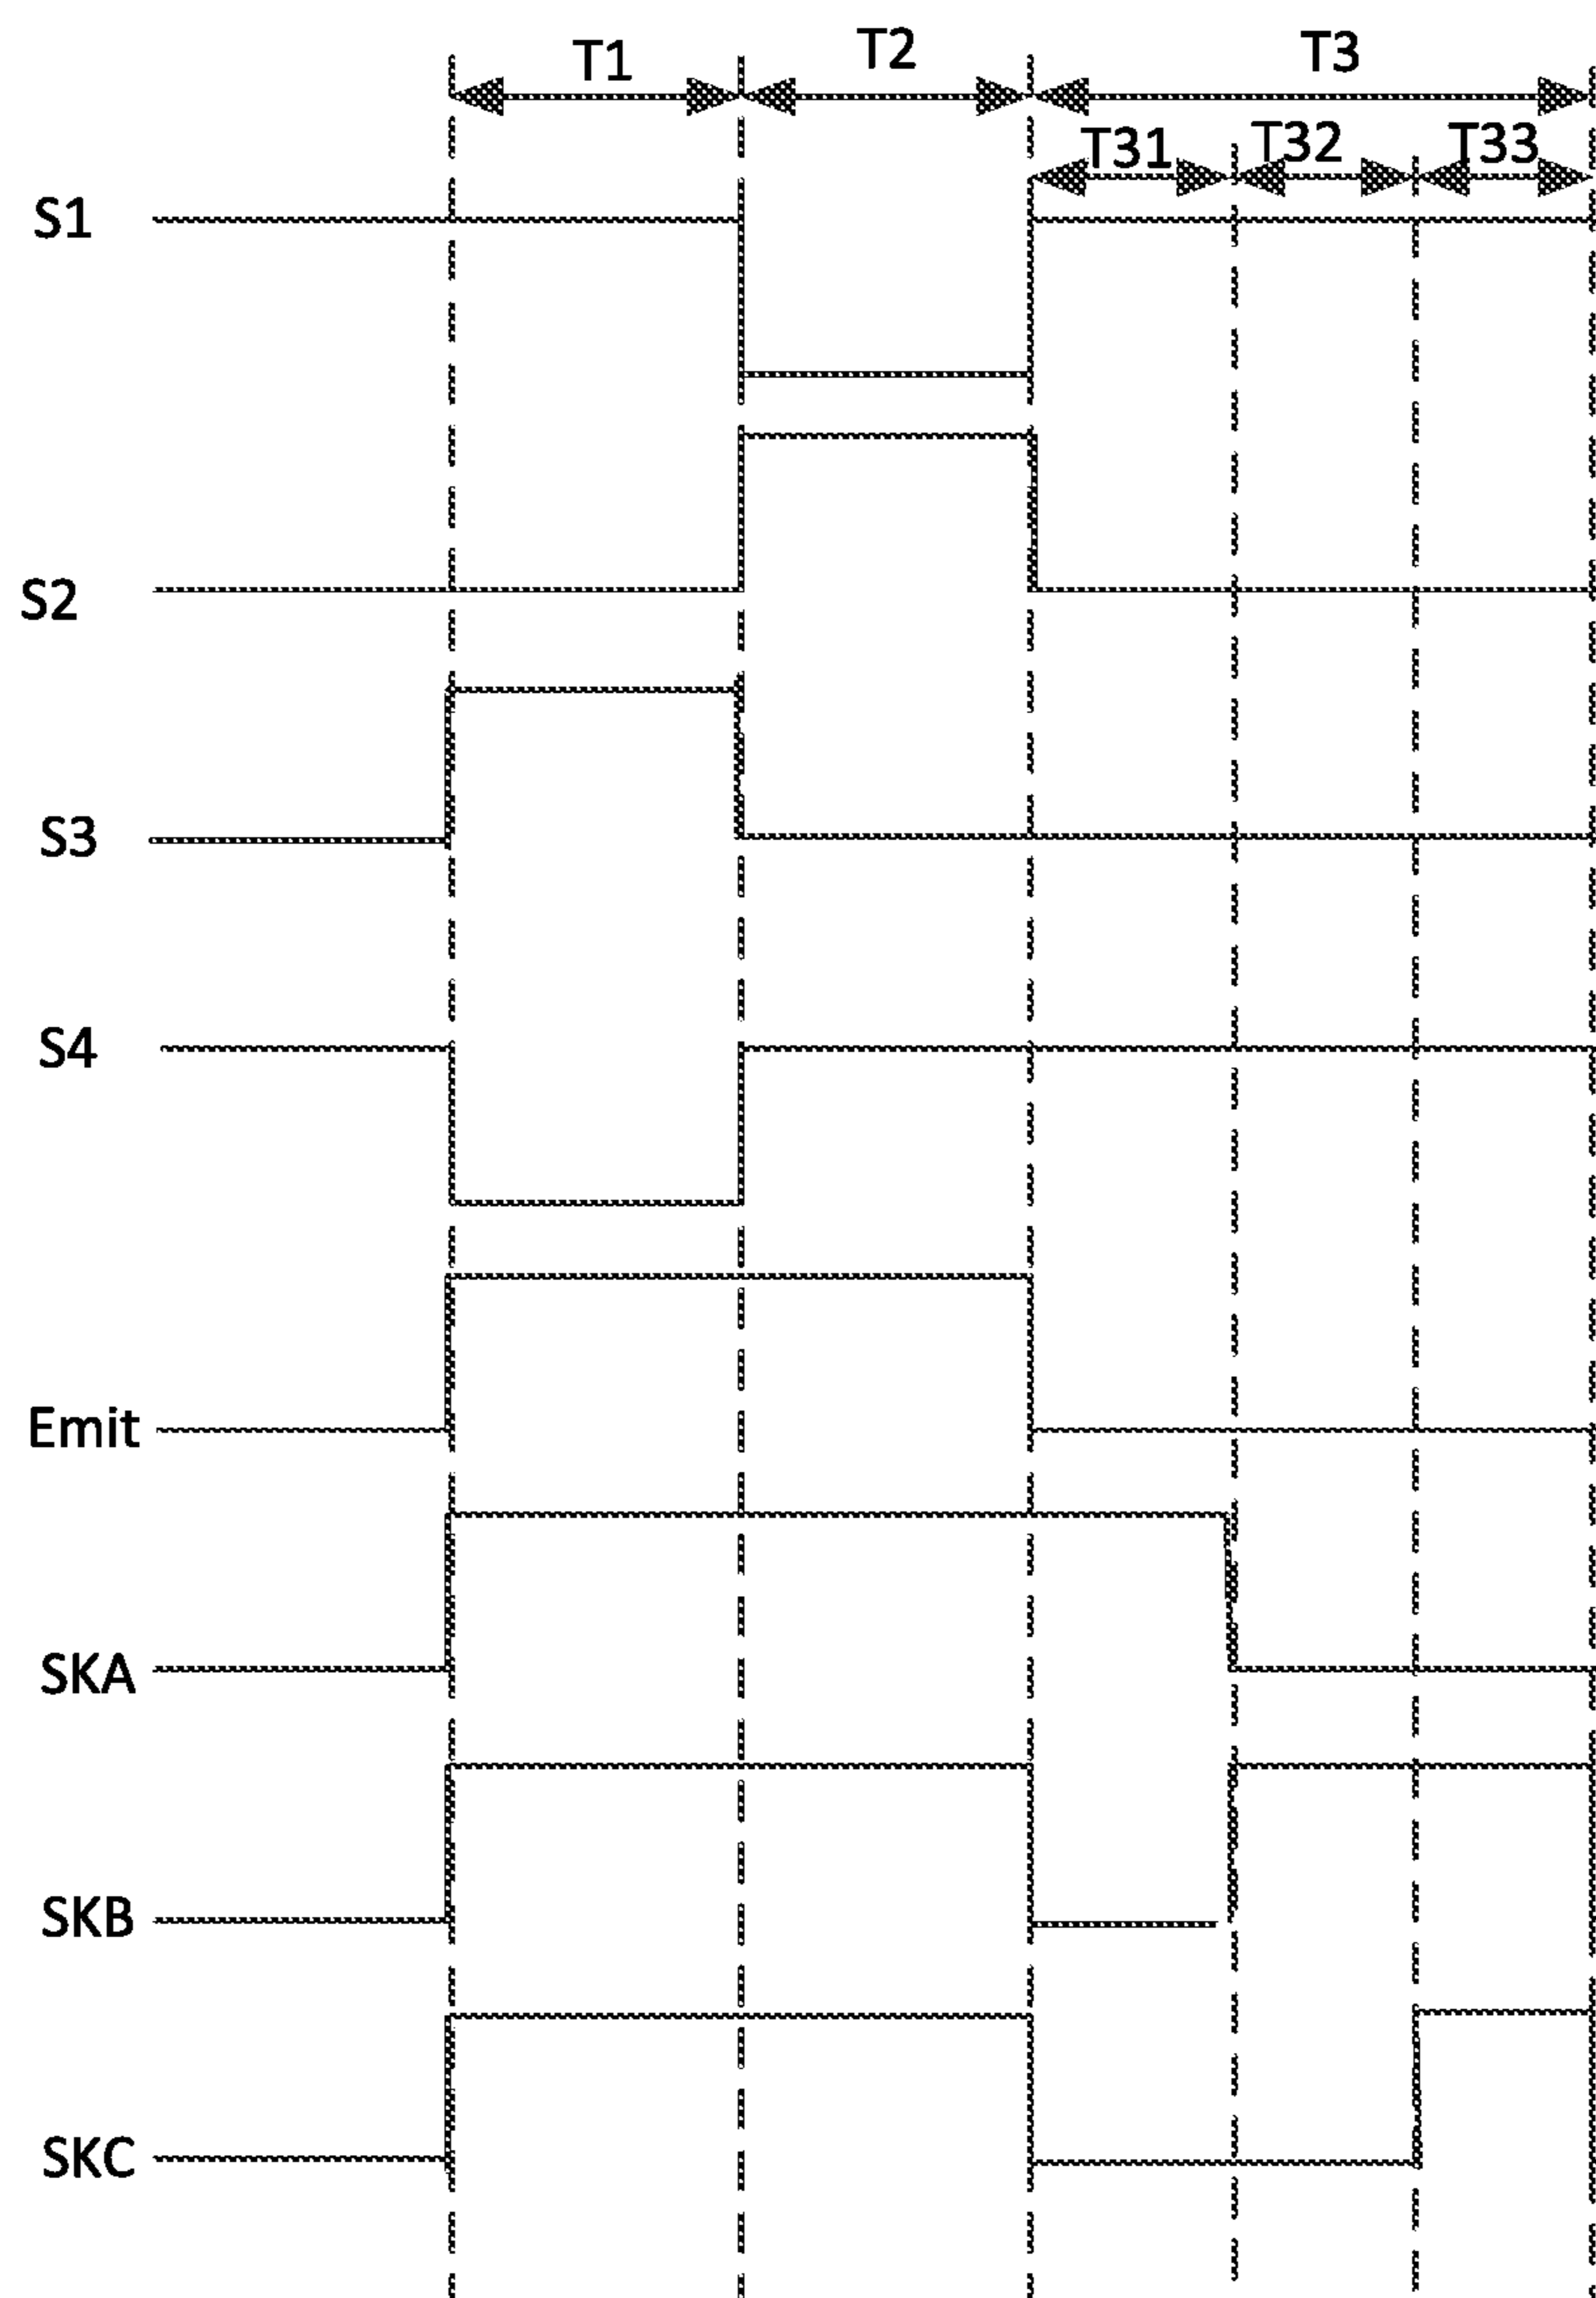 T1 T2 T3
T31 T32 T33
S1
S2
S3
S4
Emit
SKA
SKB
SKC